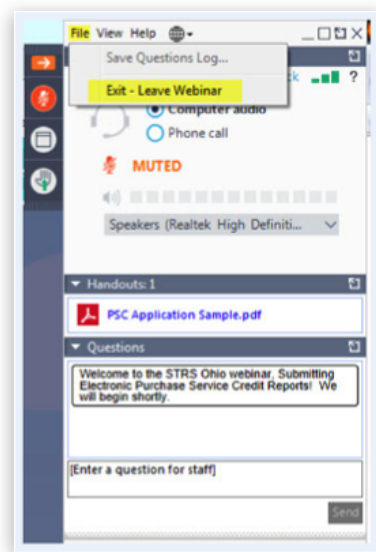 File View Help
Save Questions Log...
Exit - Leave Webinar
Computer audio
Phone call
MUTED
Speakers (Realtek High Definiti...
Handouts: 1
PSC Application Sample.pdf
Questions
Welcome to the STRS Ohio webinar, Submitting
Electronic Purchase Service Credit Reports! We
will begin shortly.
[Enter a question for staff]
Send